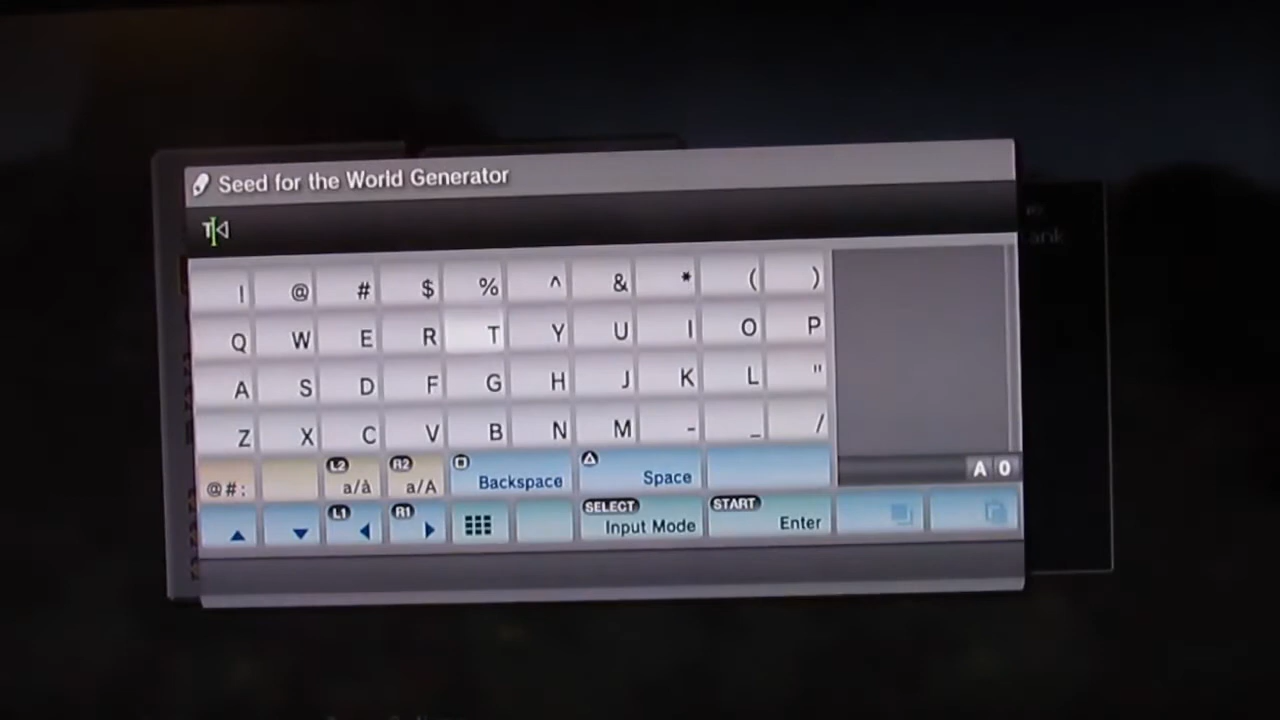 Seed for the World Generator
T
! @ # $ % ^ & * ( )
Q W E R T Y U I O P
A S D F G H J K L "
Z X C V B N M - _ /
@#: L2 a/à R2 a/A Backspace Space
A 0
L1 R1 SELECT Input Mode START Enter